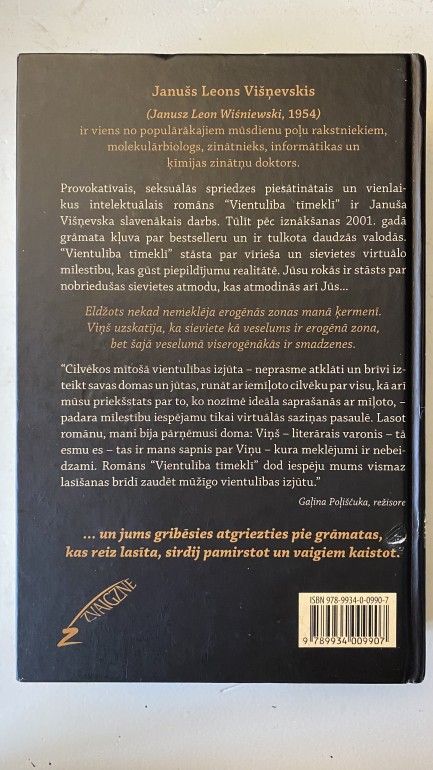 Janušs Leons Višņevskis
(Janusz Leon Wiśniewski, 1954)
ir viens no populārākajiem mūsdienu poļu rakstniekiem,
molekulārbiologs, zinātnieks, informātikas un
ķīmijas zinātņu doktors.
Provokatīvais, seksuālās spriedzes piesātinātais un vienlai-
kus intelektuālais romāns “Vientulība tīmeklī” ir Januša
Višņevska slavenākais darbs. Tūlīt pēc iznākšanas 2001. gadā
grāmata kļuva par bestselleru un ir tulkota daudzās valodās.
“Vientulība tīmeklī” stāsta par vīrieša un sievietes virtuālo
mīlestību, kas gūst piepildījumu realitātē. Jūsu rokās ir stāsts par
nobriedušas sievietes atmodu, kas atmodinās arī Jūs...
Eldžots nekad nemeklēja erogēnās zonas manā ķermenī.
Viņš uzskatīja, ka sieviete kā veselums ir erogēnā zona,
bet šajā veselumā viserogēnākās ir smadzenes.
“Cilvēkos mītošā vientulības izjūta – neprasme atklāti un brīvi iz-
teikt savas domas un jūtas, runāt ar iemīļoto cilvēku par visu, kā arī
mūsu priekšstats par to, ko nozīmē ideāla saprašanās ar mīļoto, –
padara mīlestību iespējamu tikai virtuālās saziņas pasaulē. Lasot
romānu, mani bija pārņēmusi doma: Viņš – literārais varonis – tā
esmu es – tas ir mans sapnis par Viņu – kura meklējumi ir nebei-
dzami. Romāns “Vientulība tīmeklī” dod iespēju mums vismaz
lasīšanas brīdī zaudēt mūžīgo vientulības izjūtu.”
Gaļina Poļiščuka, režisore
... un jums gribēsies atgriezties pie grāmatas,
kas reiz lasīta, sirdij pamirstot un vaigiem kaistot.
ZVAIGZNE
ISBN 978-9934-0-0990-7
9 789934 009907